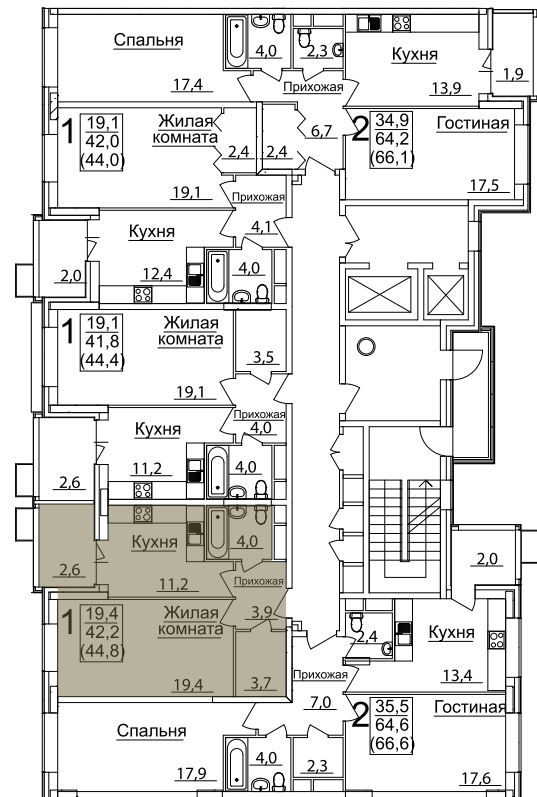 Спальня
4,0
2,3
Кухня
17,4
Прихожая
13,9
1,9
1
19,1
42,0
(44,0)
Жилая
комната
2,4
2,4
6,7
2
34,9
64,2
(66,1)
Гостиная
19,1
Прихожая
17,5
Кухня
4,1
2,0
12,4
4,0
1
19,1
41,8
(44,4)
Жилая
комната
3,5
19,1
Прихожая
Кухня
4,0
2,6
11,2
4,0
Кухня
4,0
2,6
11,2
Прихожая
2,0
1
19,4
42,2
(44,8)
Жилая
комната
3,9
2,4
Кухня
19,4
3,7
Прихожая
13,4
7,0
2
35,5
64,6
(66,6)
Гостиная
Спальня
17,9
4,0
2,3
17,6